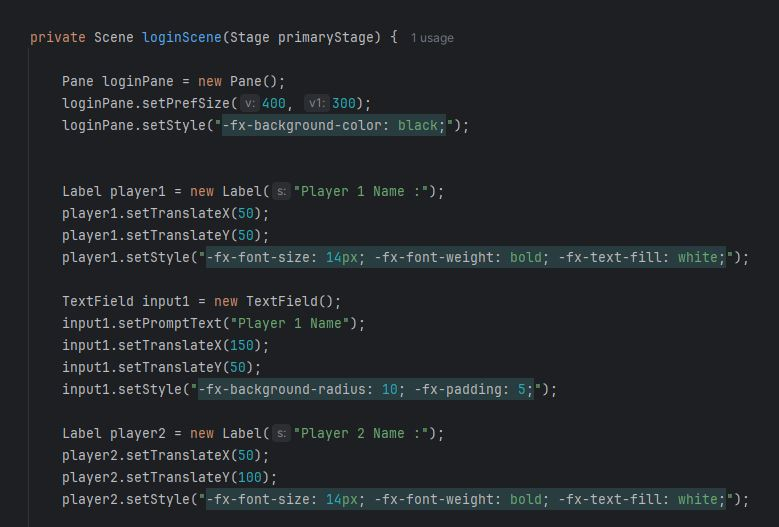 private Scene loginScene(Stage primaryStage) { 1 usage
Pane loginPane = new Pane();
loginPane.setPrefSize( v: 400, v1: 300);
loginPane.setStyle("-fx-background-color: black;");
Label player1 = new Label( s: "Player 1 Name :");
player1.setTranslateX(50);
player1.setTranslateY(50);
player1.setStyle("-fx-font-size: 14px; -fx-font-weight: bold; -fx-text-fill: white;");
TextField input1 = new TextField();
input1.setPromptText("Player 1 Name");
input1.setTranslateX(150);
input1.setTranslateY(50);
input1.setStyle("-fx-background-radius: 10; -fx-padding: 5;");
Label player2 = new Label( s: "Player 2 Name :");
player2.setTranslateX(50);
player2.setTranslateY(100);
player2.setStyle("-fx-font-size: 14px; -fx-font-weight: bold; -fx-text-fill: white;");